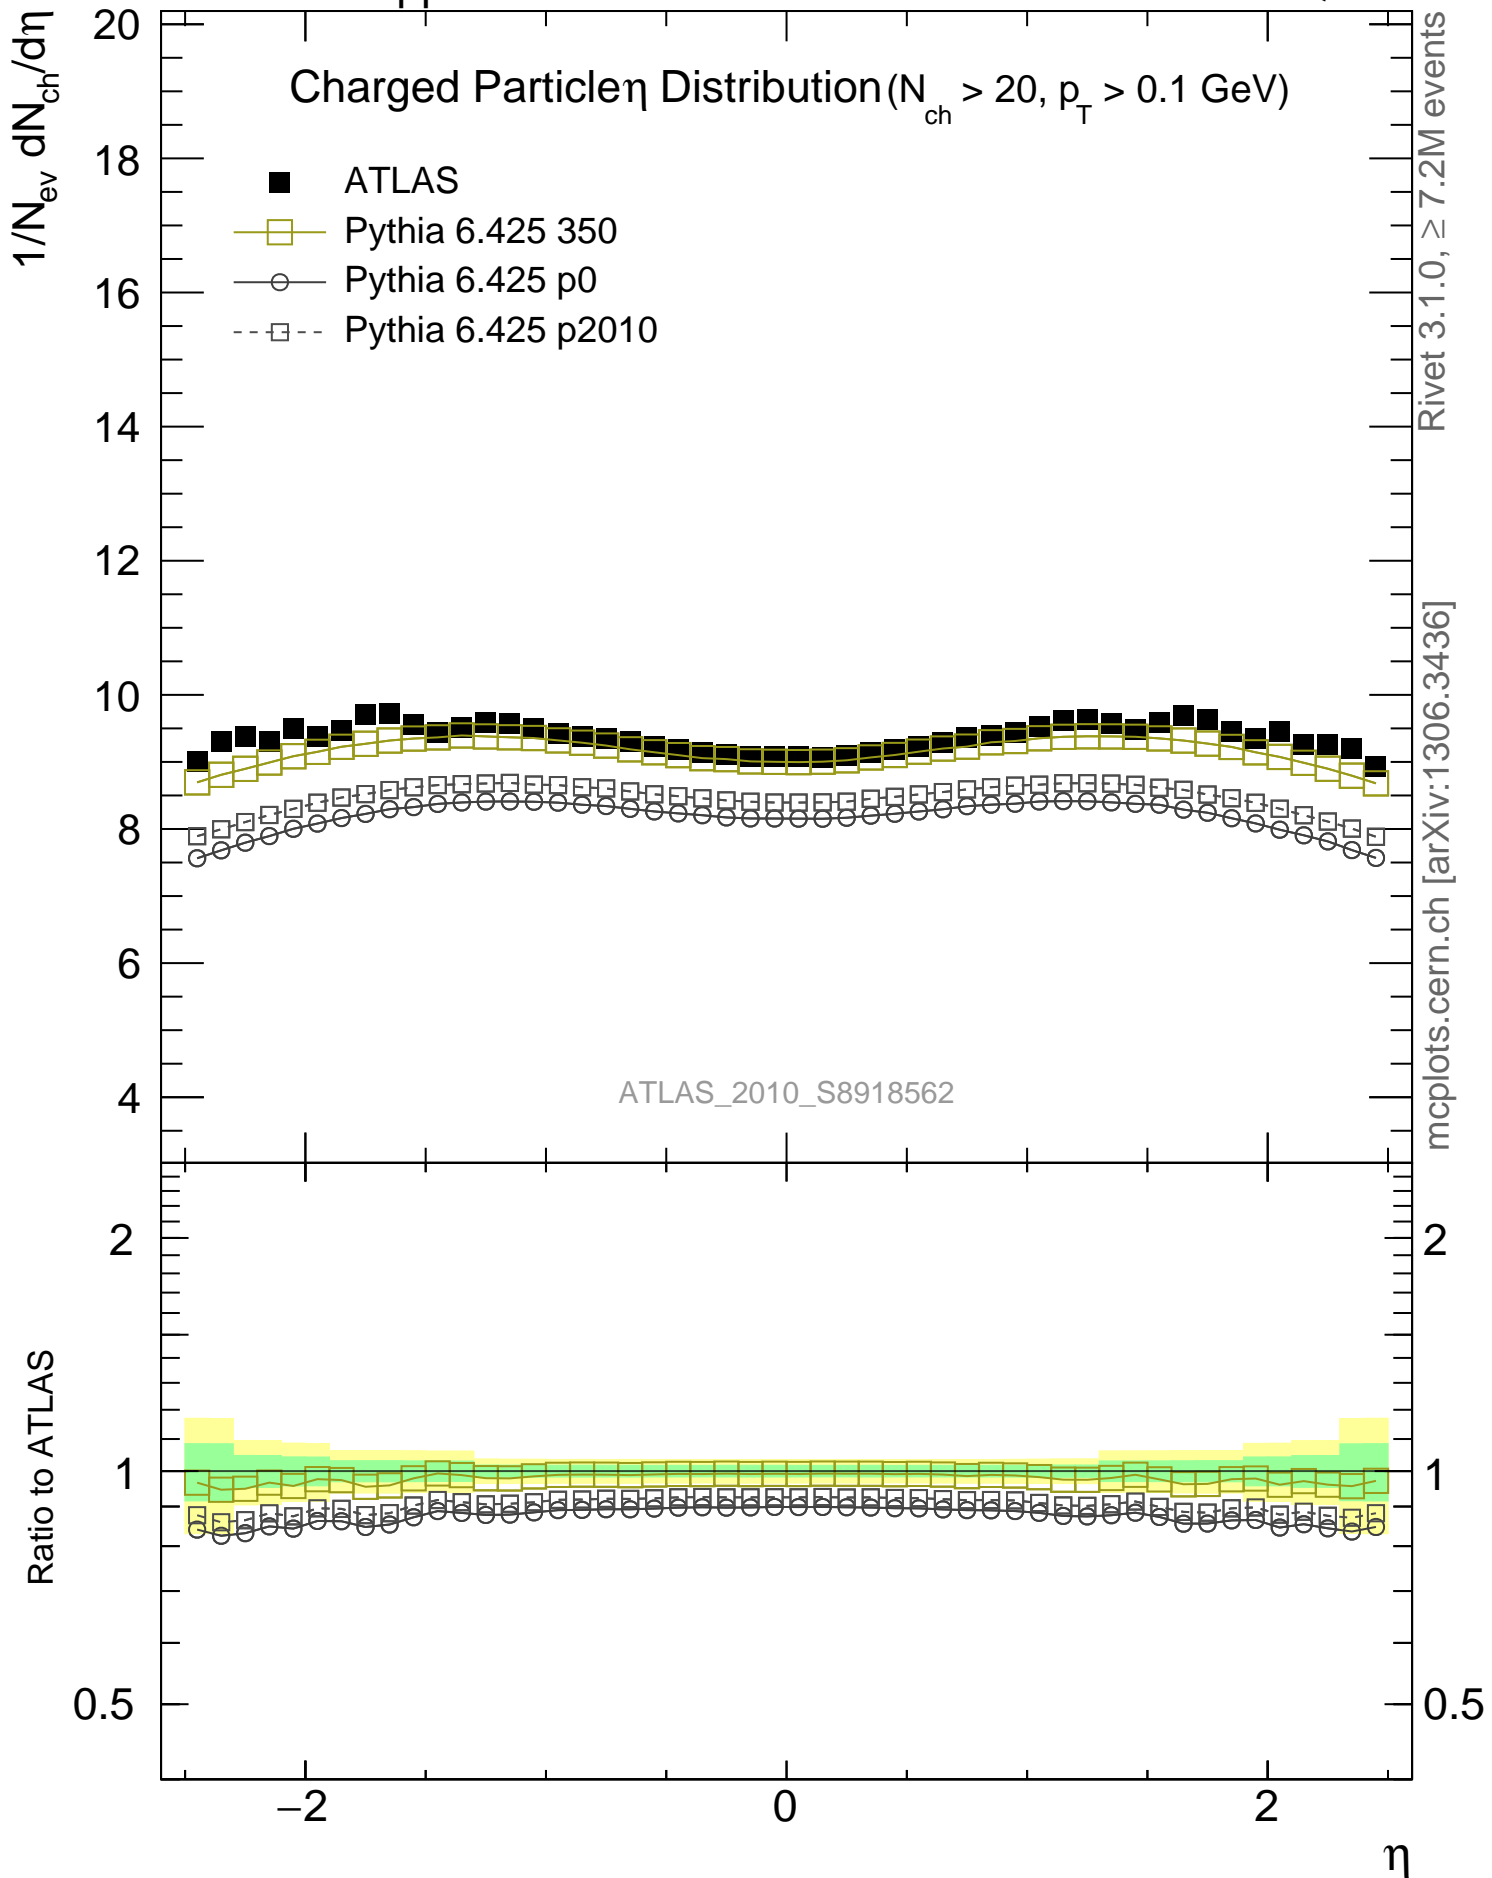 1/N_ev dN_ch/dη
Charged Particle η Distribution (N_ch > 20, p_T > 0.1 GeV)
ATLAS
Pythia 6.425 350
Pythia 6.425 p0
Pythia 6.425 p2010
20
18
16
14
12
10
8
6
4
ATLAS_2010_S8918562
Rivet 3.1.0, ≥ 7.2M events
mcplots.cern.ch [arXiv:1306.3436]
Ratio to ATLAS
2
1
0.5
2
1
0.5
−2
0
2
η